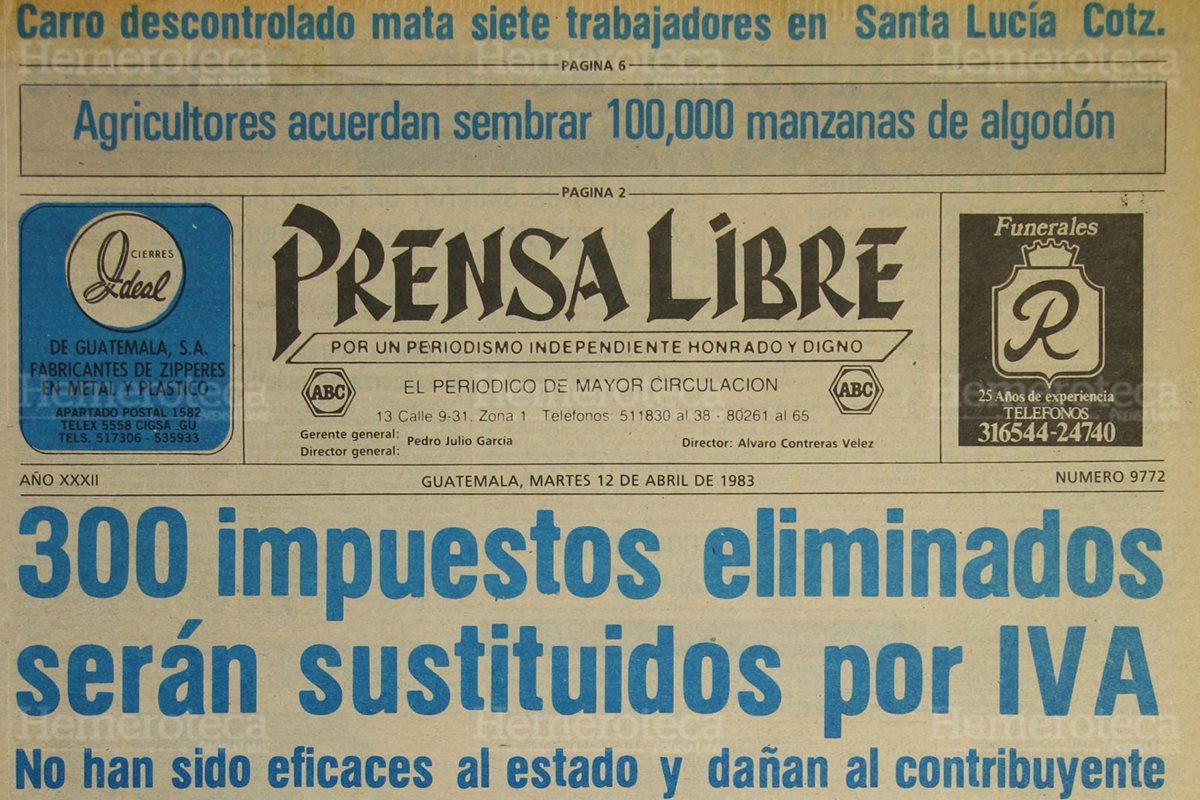 Carro descontrolado mata siete trabajadores en Santa Lucía Cotz.
PAGINA 6
Agricultores acuerdan sembrar 100,000 manzanas de algodón
PAGINA 2
CIERRES
Ideal
DE GUATEMALA, S.A.
FABRICANTES DE ZIPPERES
EN METAL Y PLASTICO
APARTADO POSTAL 1582
TELEX 5558 CIGSA GU
TELS. 517306 - 535933
PRENSA LIBRE
POR UN PERIODISMO INDEPENDIENTE HONRADO Y DIGNO
ABC
EL PERIODICO DE MAYOR CIRCULACION
ABC
13 Calle 9-31. Zona 1 Telefonos: 511830 al 38 - 80261 al 65
Gerente general: Pedro Julio García
Director general:
Director: Alvaro Contreras Vélez
Funerales
R
25 Años de experiencia
TELEFONOS
316544-24740
AÑO XXXII
GUATEMALA, MARTES 12 DE ABRIL DE 1983
NUMERO 9772
300 impuestos eliminados
serán sustituidos por IVA
No han sido eficaces al estado y dañan al contribuyente
Hemeroteca
PRENSA LIBRE